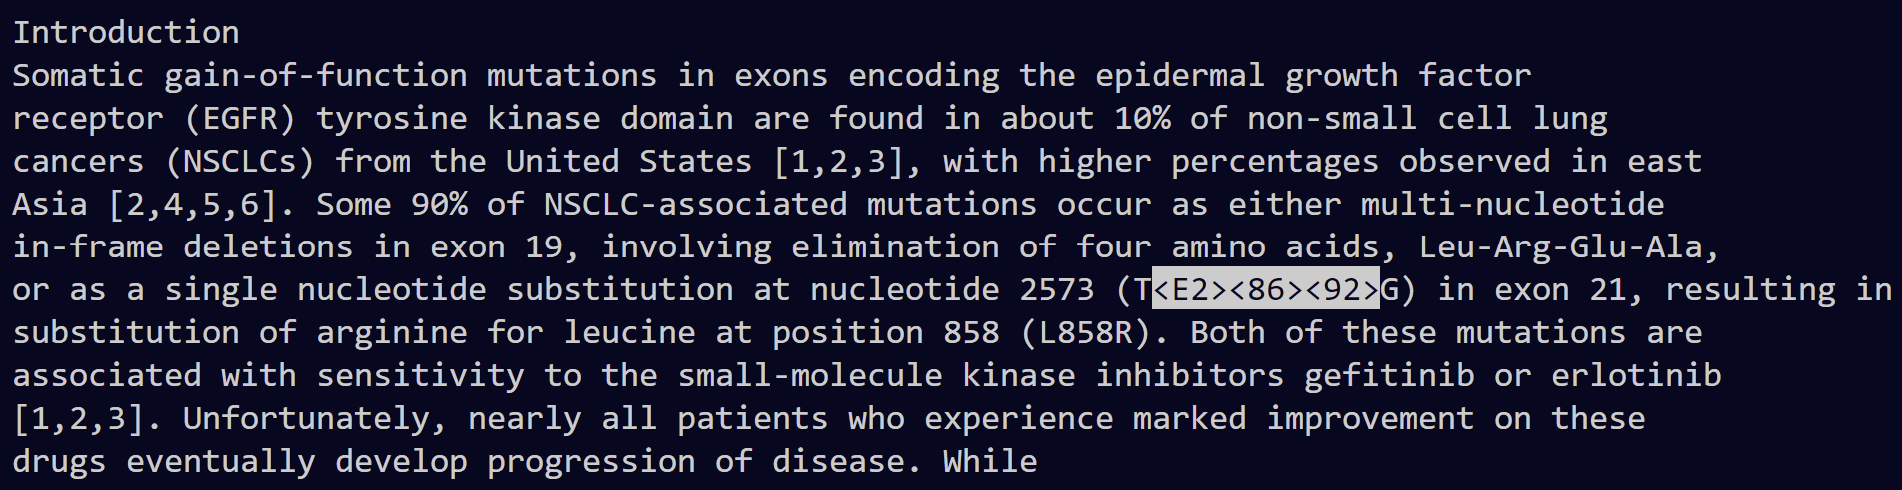 Introduction
Somatic gain-of-function mutations in exons encoding the epidermal growth factor
receptor (EGFR) tyrosine kinase domain are found in about 10% of non-small cell lung
cancers (NSCLCs) from the United States [1,2,3], with higher percentages observed in east
Asia [2,4,5,6]. Some 90% of NSCLC-associated mutations occur as either multi-nucleotide
in-frame deletions in exon 19, involving elimination of four amino acids, Leu-Arg-Glu-Ala,
or as a single nucleotide substitution at nucleotide 2573 (T<E2><86><92>G) in exon 21, resulting in
substitution of arginine for leucine at position 858 (L858R). Both of these mutations are
associated with sensitivity to the small-molecule kinase inhibitors gefitinib or erlotinib
[1,2,3]. Unfortunately, nearly all patients who experience marked improvement on these
drugs eventually develop progression of disease. While